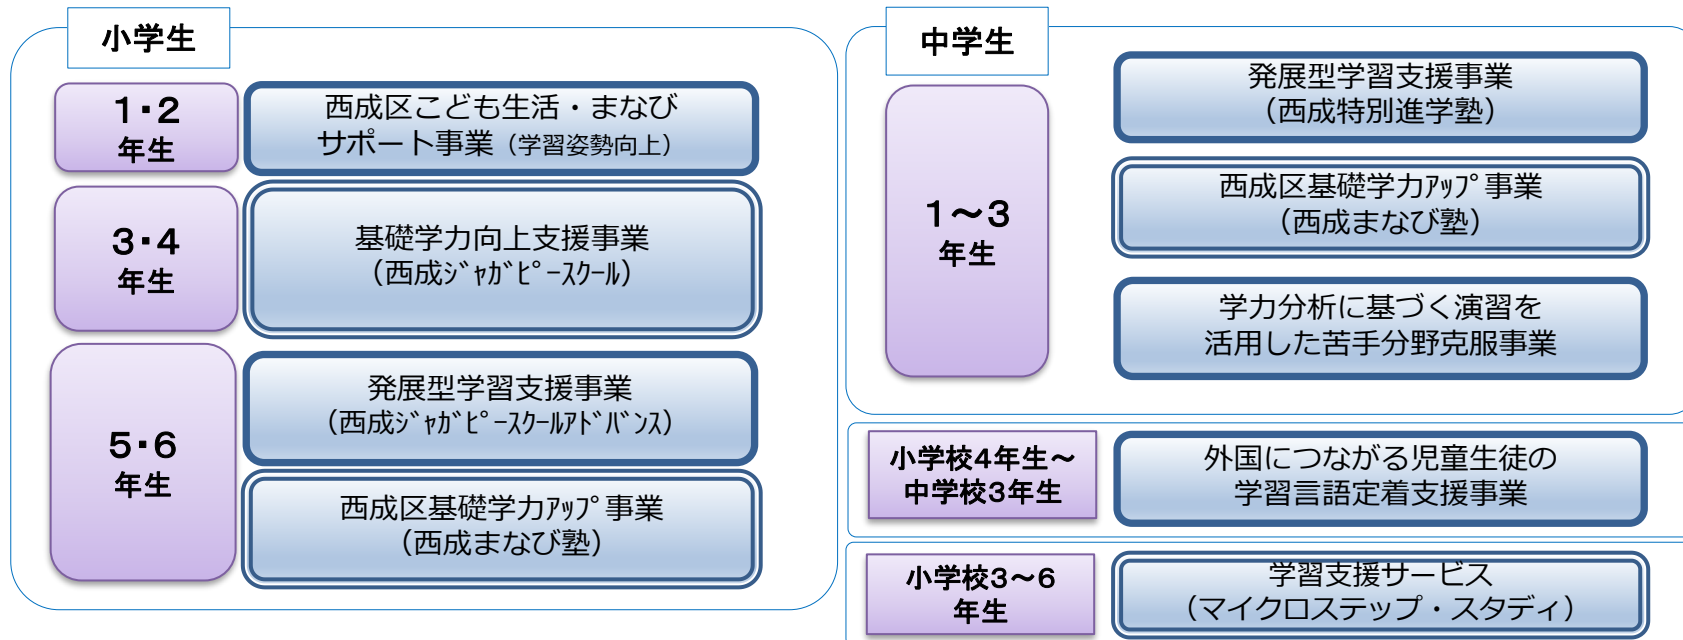 小学生
1・2
年生
西成区こども生活・まなび
サポート事業（学習姿勢向上）
3・4
年生
基礎学力向上支援事業
（西成ｼﾞｬｶﾞﾋﾟｰｽｸｰﾙ）
5・6
年生
発展型学習支援事業
（西成ｼﾞｬｶﾞﾋﾟｰｽｸｰﾙｱﾄﾞﾊﾞﾝｽ）
西成区基礎学力ｱｯﾌﾟ事業
（西成まなび塾）
中学生
1～3
年生
発展型学習支援事業
（西成特別進学塾）
西成区基礎学力ｱｯﾌﾟ事業
（西成まなび塾）
学力分析に基づく演習を
活用した苦手分野克服事業
小学校4年生～
中学校3年生
外国につながる児童生徒の
学習言語定着支援事業
小学校3～6
年生
学習支援サービス
（マイクロステップ・スタディ）